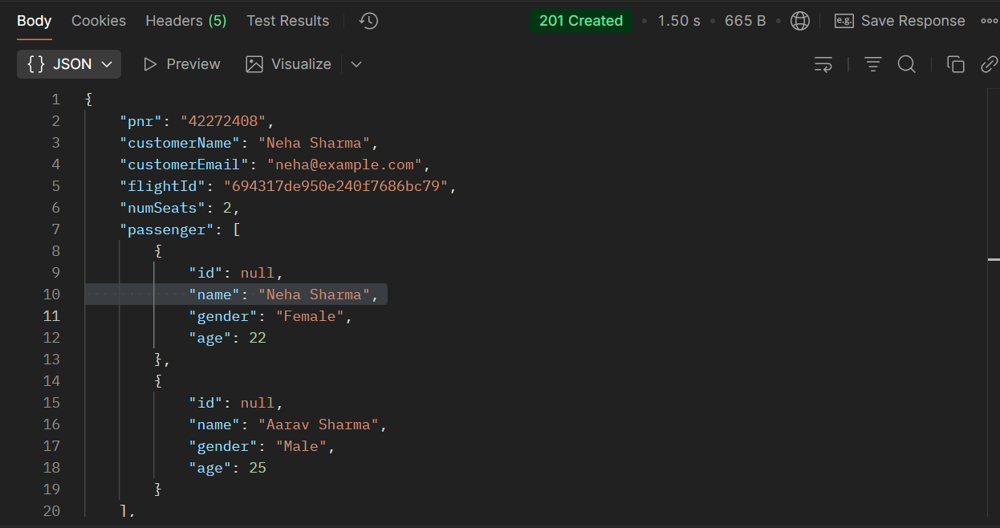 Body Cookies Headers (5) Test Results 201 Created • 1.50 s • 665 B • e.g. Save Response
{} JSON Preview Visualize
1 {
2 "pnr": "42272408",
3 "customerName": "Neha Sharma",
4 "customerEmail": "neha@example.com",
5 "flightId": "694317de950e240f7686bc79",
6 "numSeats": 2,
7 "passenger": [
8 {
9 "id": null,
10 "name": "Neha Sharma",
11 "gender": "Female",
12 "age": 22
13 },
14 {
15 "id": null,
16 "name": "Aarav Sharma",
17 "gender": "Male",
18 "age": 25
19 }
20 ],